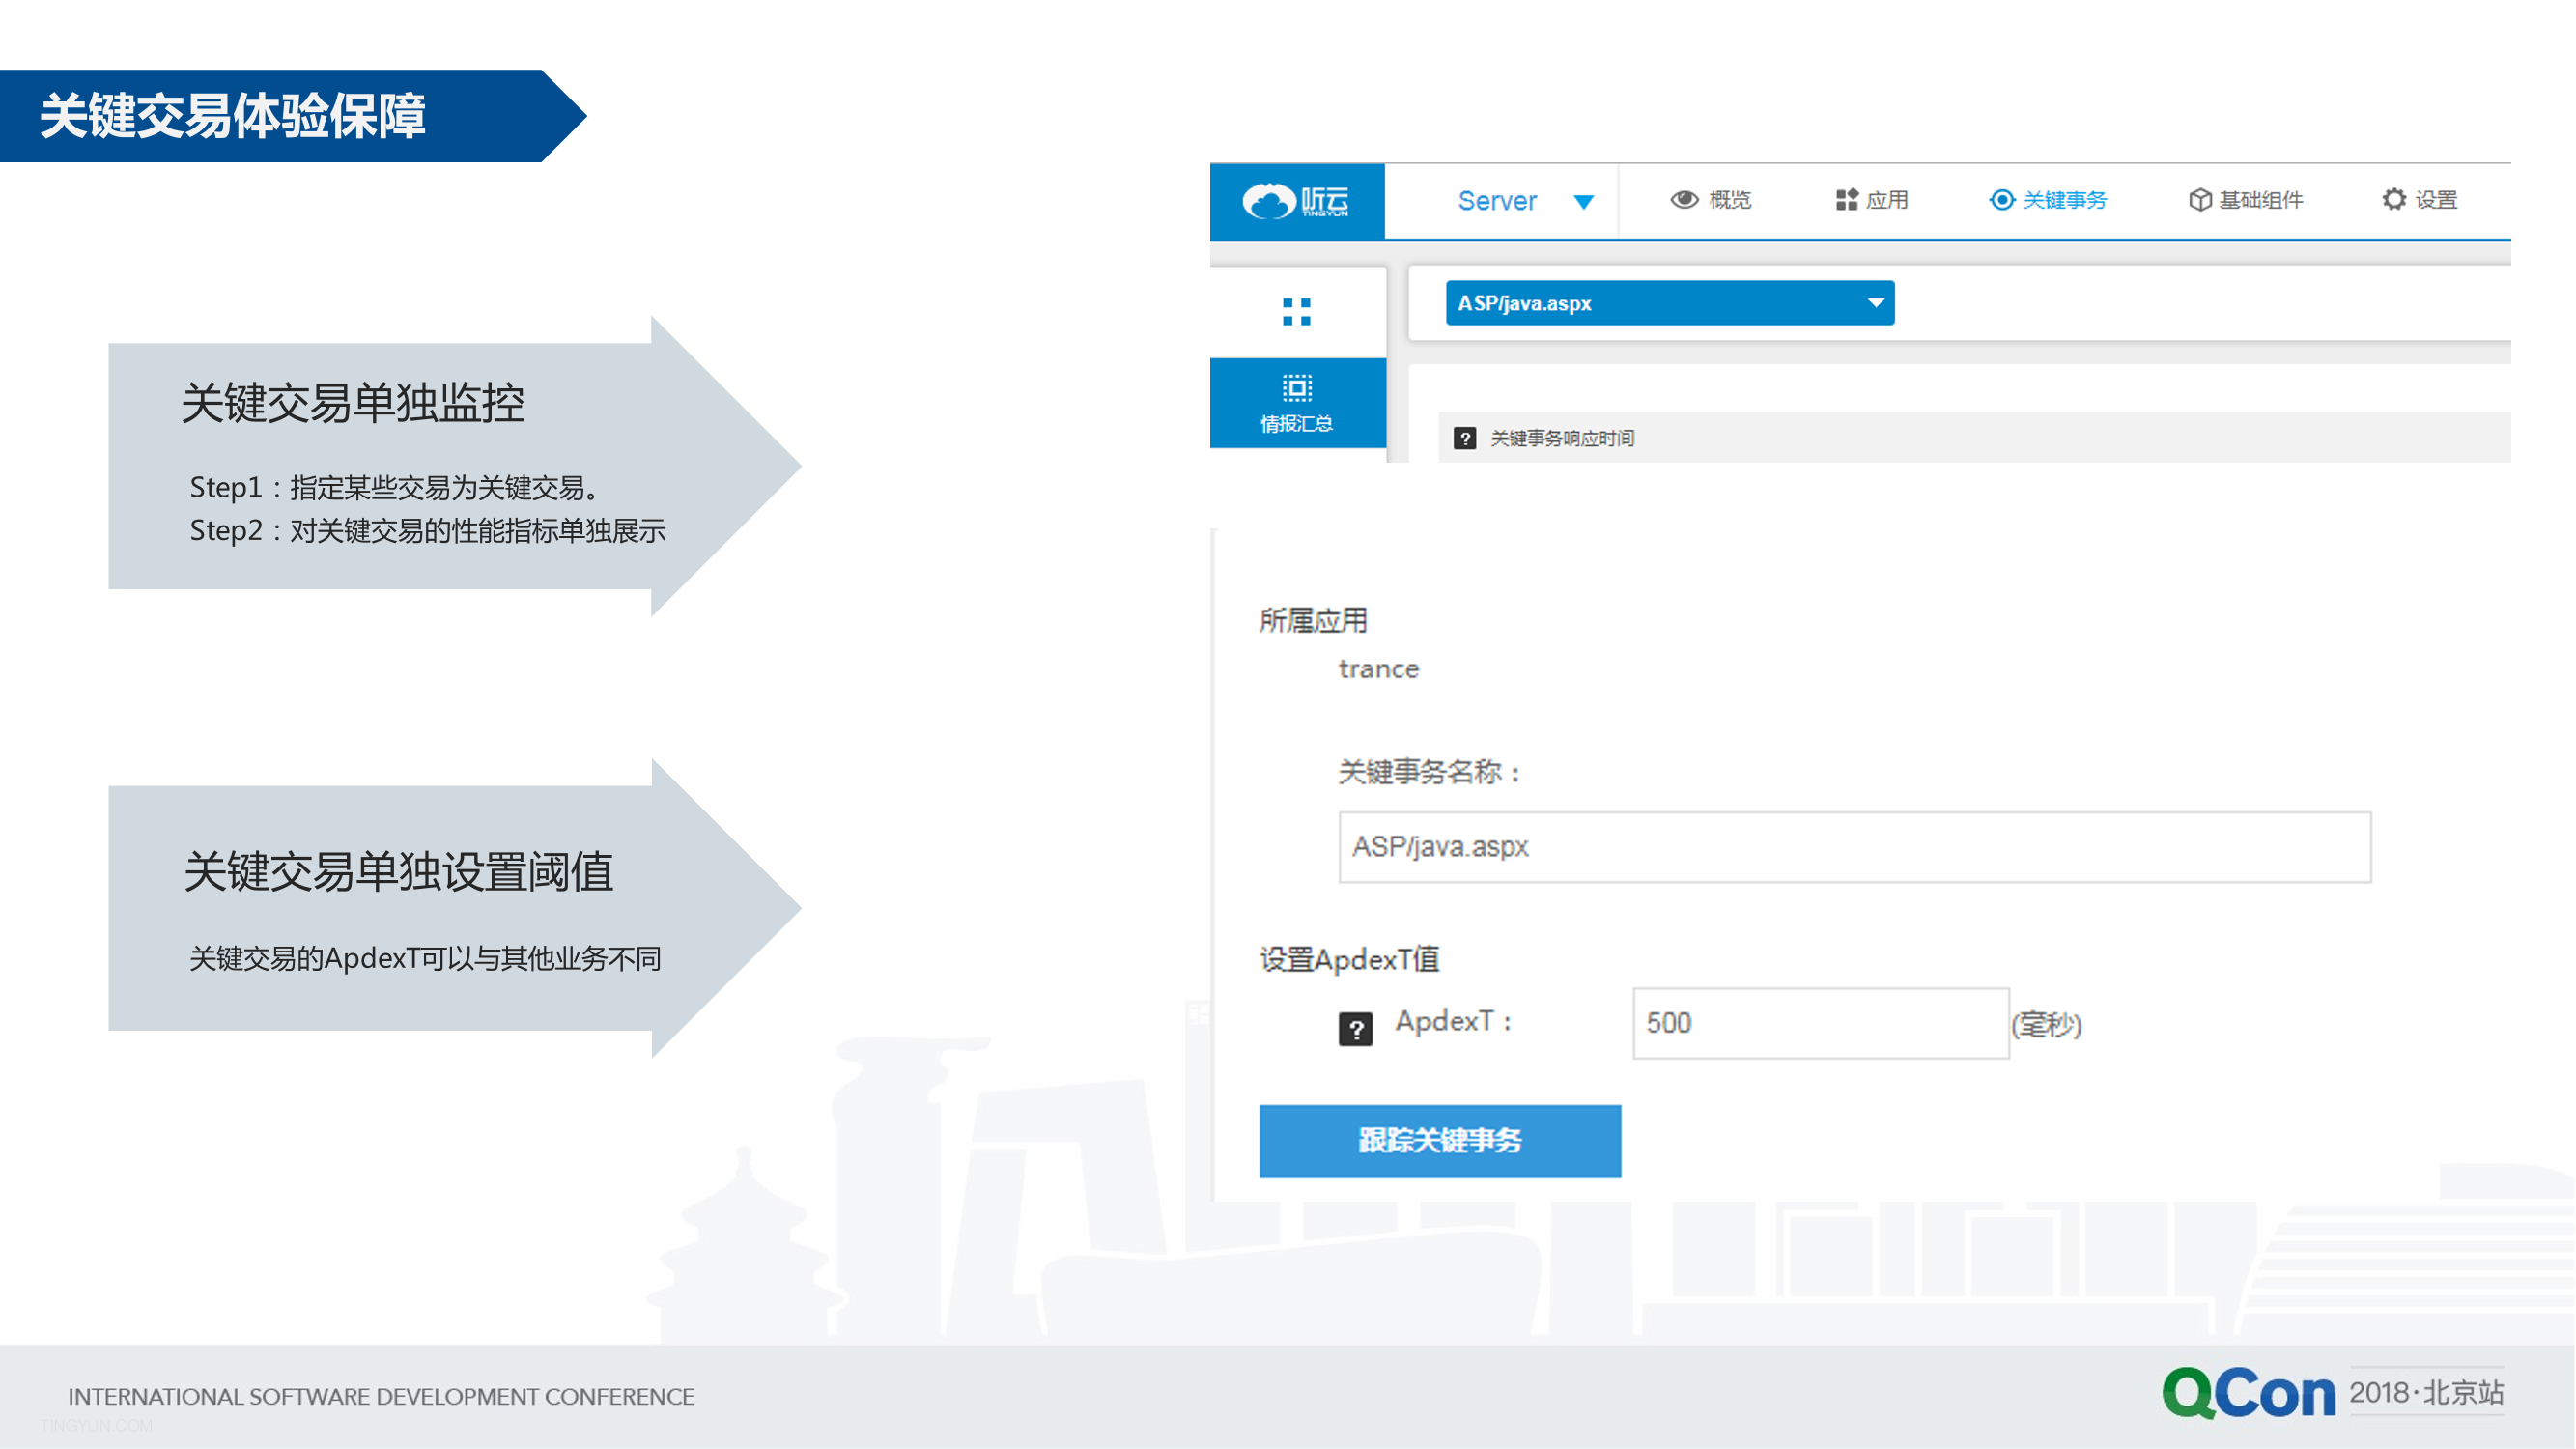 关键交易体验保障
关键交易单独监控
Step1：指定某些交易为关键交易。
Step2：对关键交易的性能指标单独展示
关键交易单独设置阈值
关键交易的ApdexT可以与其他业务不同
听云 Server 概览 应用 关键事务 基础组件 设置
TINGYUN
ASP/java.aspx
情报汇总
? 关键事务响应时间
所属应用
trance
关键事务名称：
ASP/java.aspx
设置ApdexT值
? ApdexT： 500 (毫秒)
跟踪关键事务
INTERNATIONAL SOFTWARE DEVELOPMENT CONFERENCE
TINGYUN.COM
QCon 2018·北京站